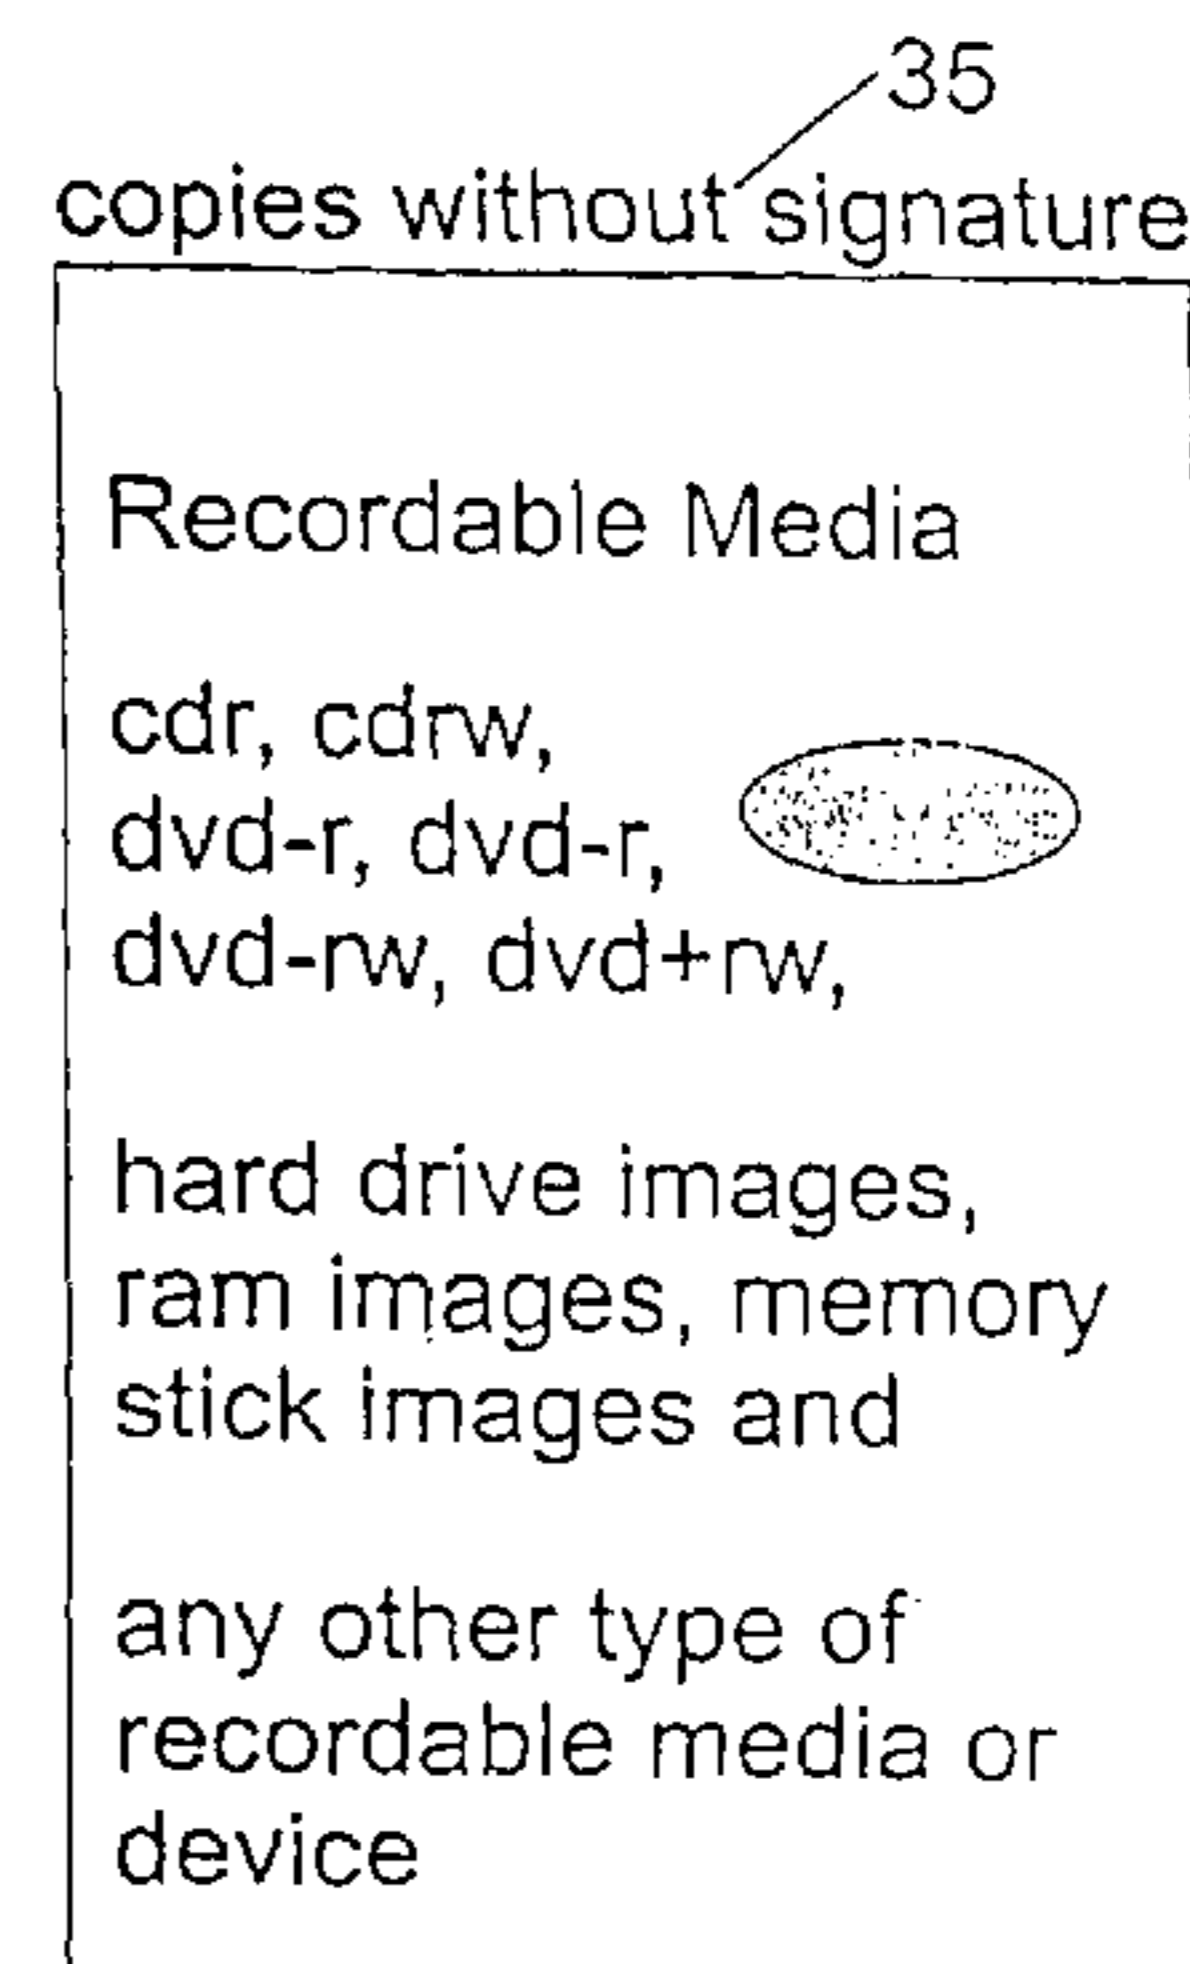 35
copies without signature
Recordable Media
cdr, cdrw,
dvd-r, dvd-r,
dvd-rw, dvd+rw,
hard drive images,
ram images, memory
stick images and
any other type of
recordable media or
device